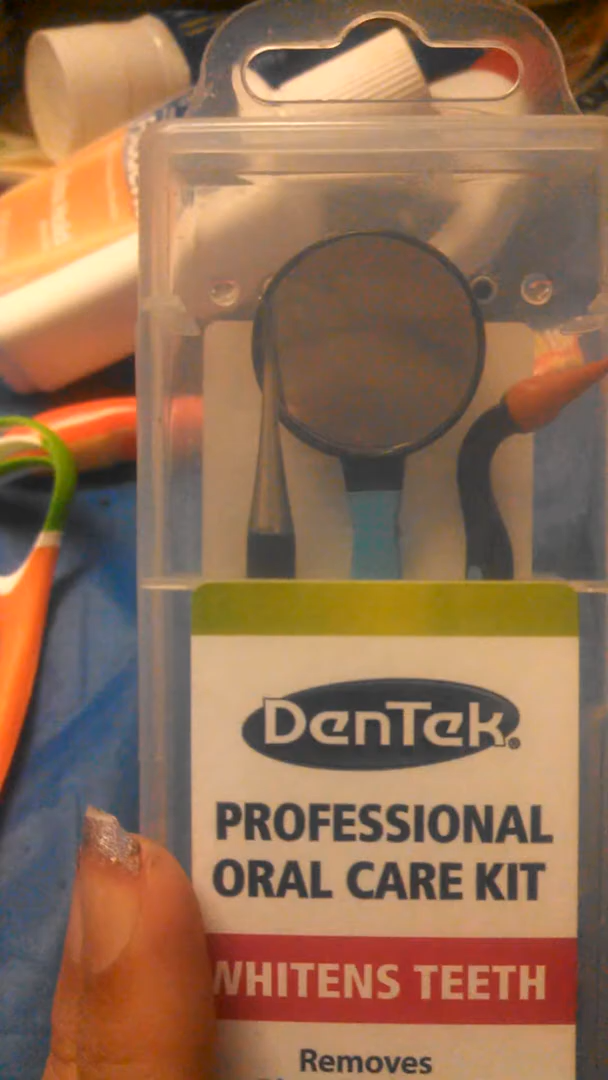 DenTek®
PROFESSIONAL
ORAL CARE KIT
WHITENS TEETH
Removes